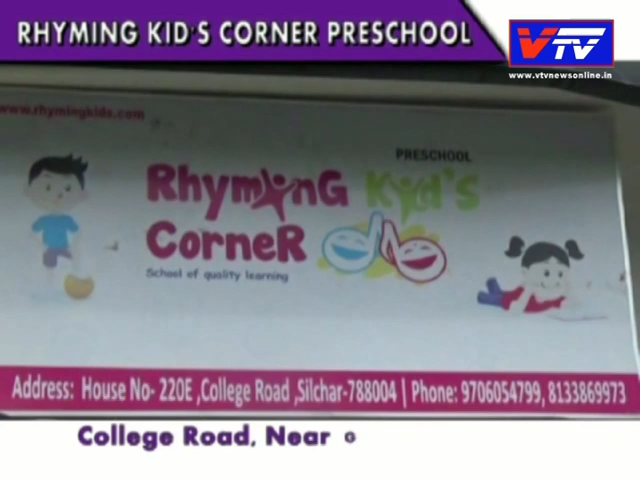 RHYMING KID'S CORNER PRESCHOOL
VTV
www.vtvnewsonline.in
www.rhymingkids.com
PRESCHOOL
Rhyming Kid's
Corner
School of quality learning
Address: House No- 220E ,College Road ,Silchar-788004 | Phone: 9706054799, 8133869973
College Road, Near